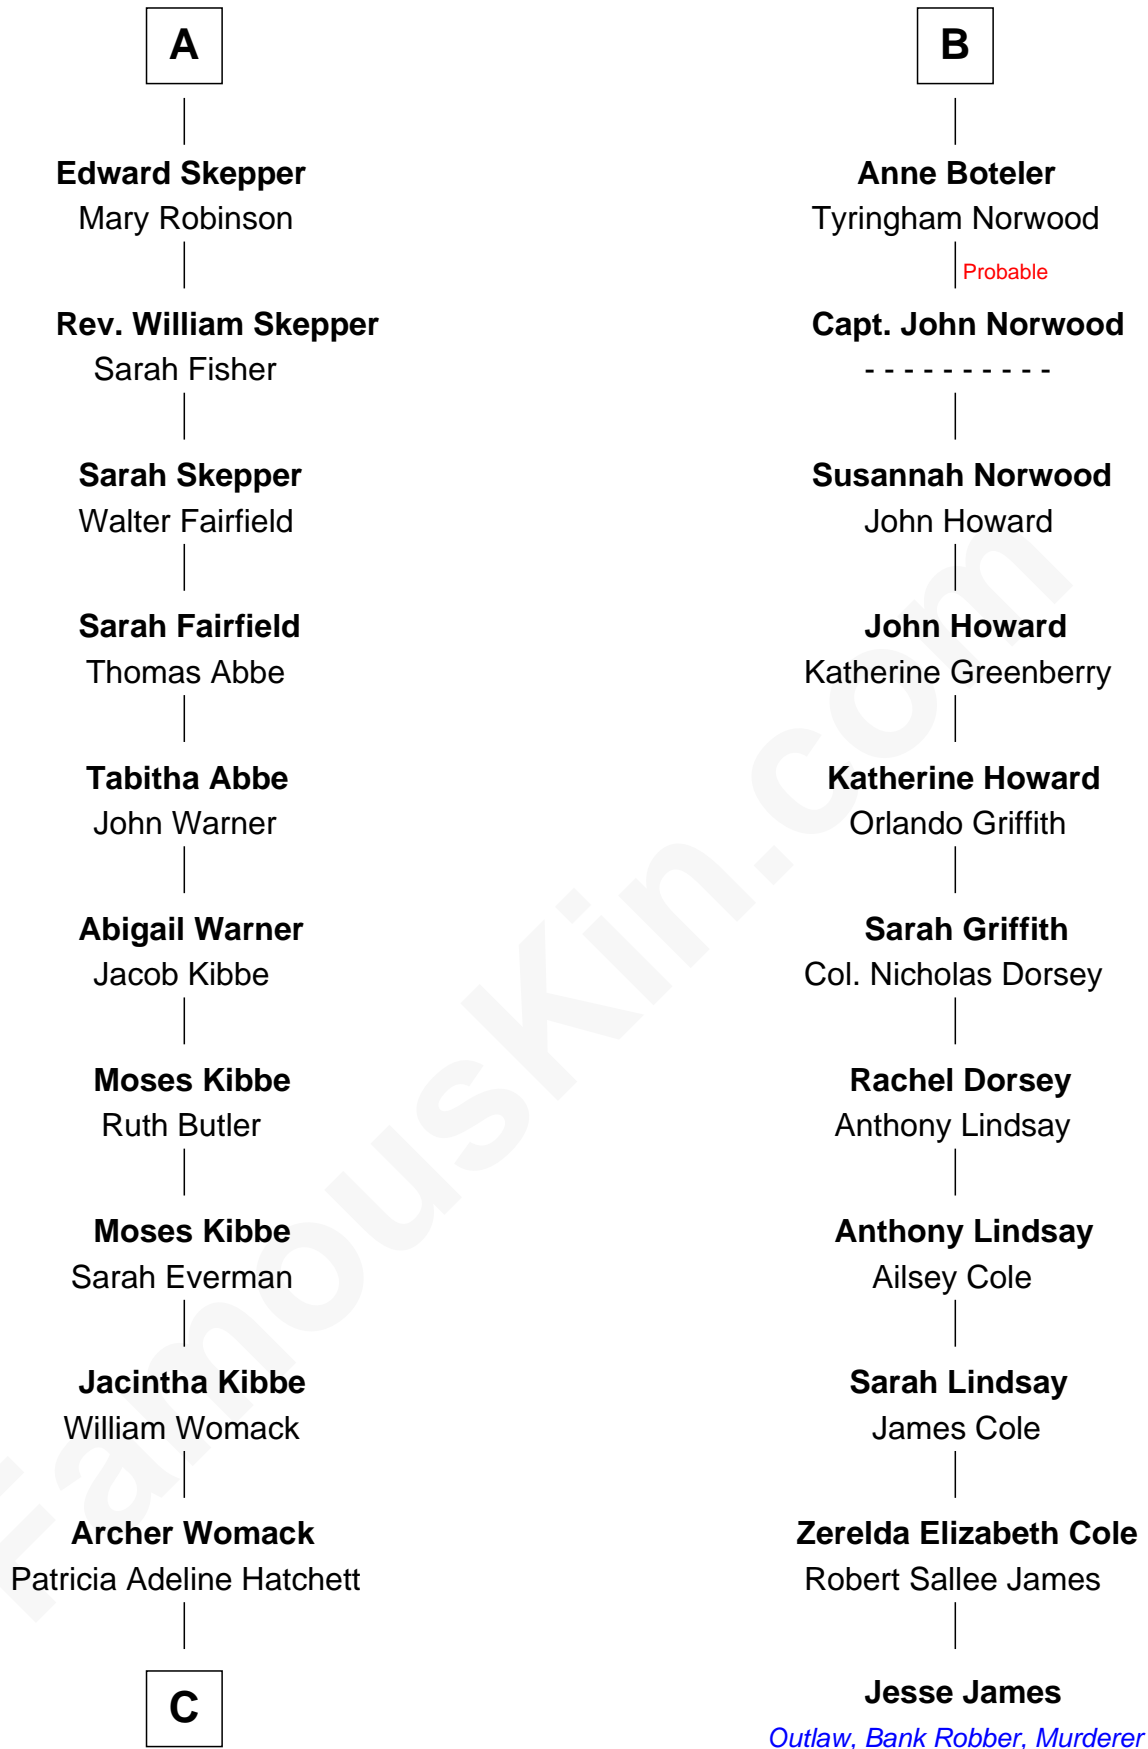 A
Edward Skepper
Mary Robinson
Rev. William Skepper
Sarah Fisher
Sarah Skepper
Walter Fairfield
Sarah Fairfield
Thomas Abbe
Tabitha Abbe
John Warner
Abigail Warner
Jacob Kibbe
Moses Kibbe
Ruth Butler
Moses Kibbe
Sarah Everman
Jacintha Kibbe
William Womack
Archer Womack
Patricia Adeline Hatchett
C
B
Anne Boteler
Tyringham Norwood
Probable
Capt. John Norwood
- - - - - - - - - -
Susannah Norwood
John Howard
John Howard
Katherine Greenberry
Katherine Howard
Orlando Griffith
Sarah Griffith
Col. Nicholas Dorsey
Rachel Dorsey
Anthony Lindsay
Anthony Lindsay
Ailsey Cole
Sarah Lindsay
James Cole
Zerelda Elizabeth Cole
Robert Sallee James
Jesse James
Outlaw, Bank Robber, Murderer
FamousKin.com